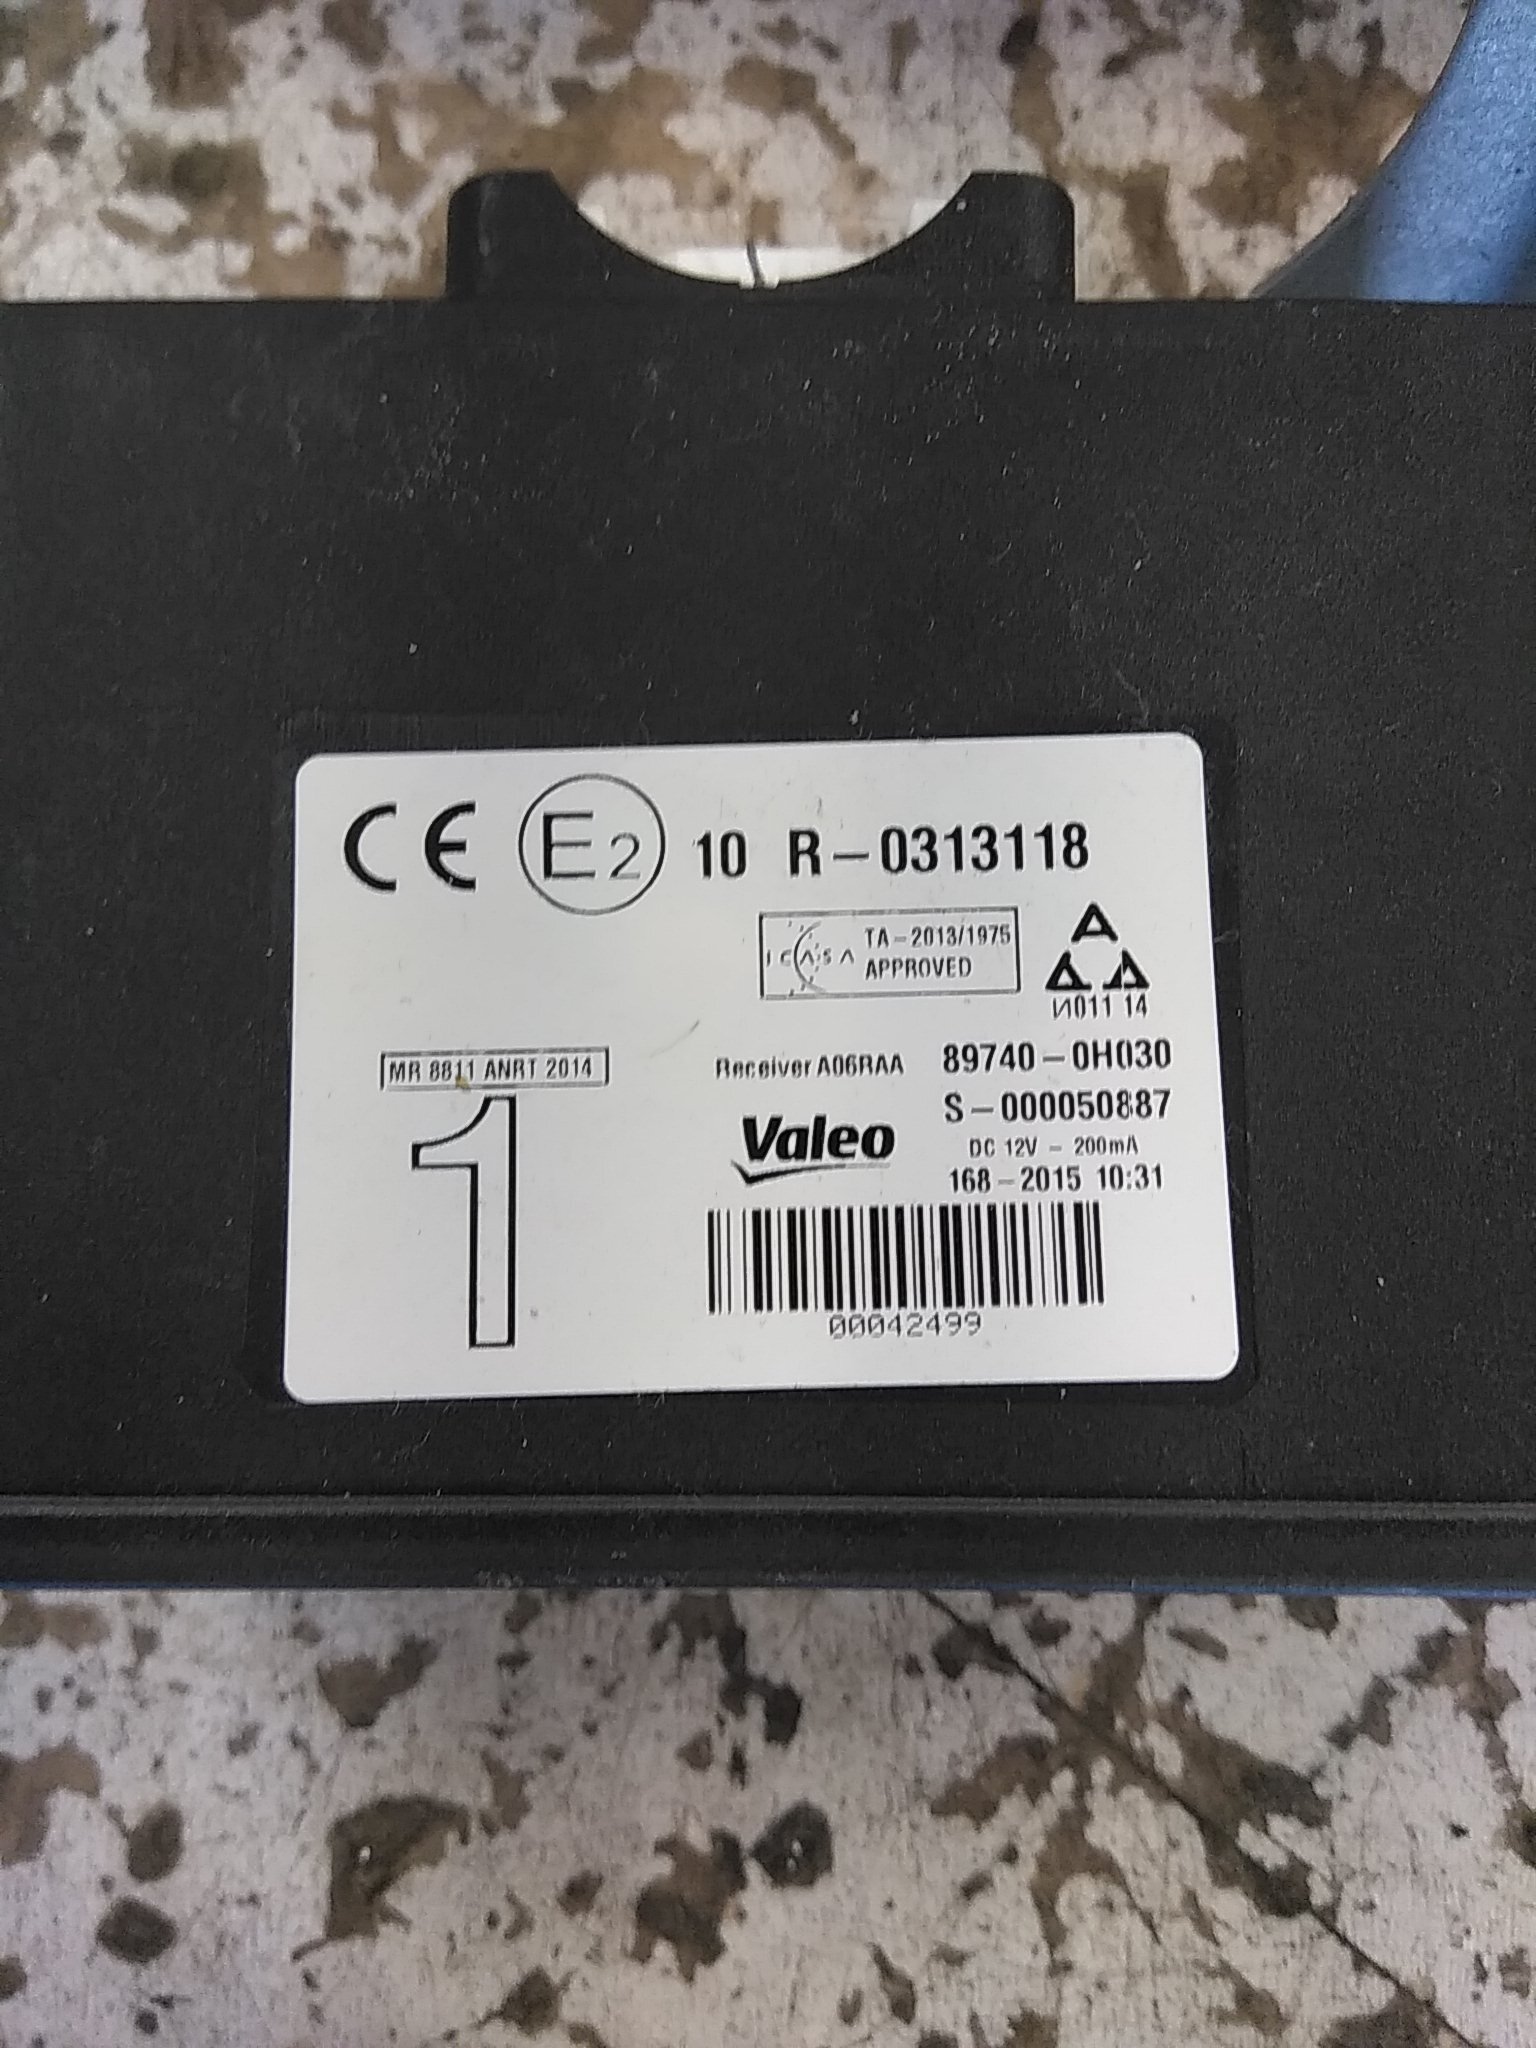 CE E2 10 R-0313118
ICASA TA-2013/1975
APPROVED
И011 14
MR 8811 ANRT 2014
Receiver A06RAA 89740-0H030
S-000050887
Valeo
DC 12V - 200mA
168-2015 10:31
1
00042499